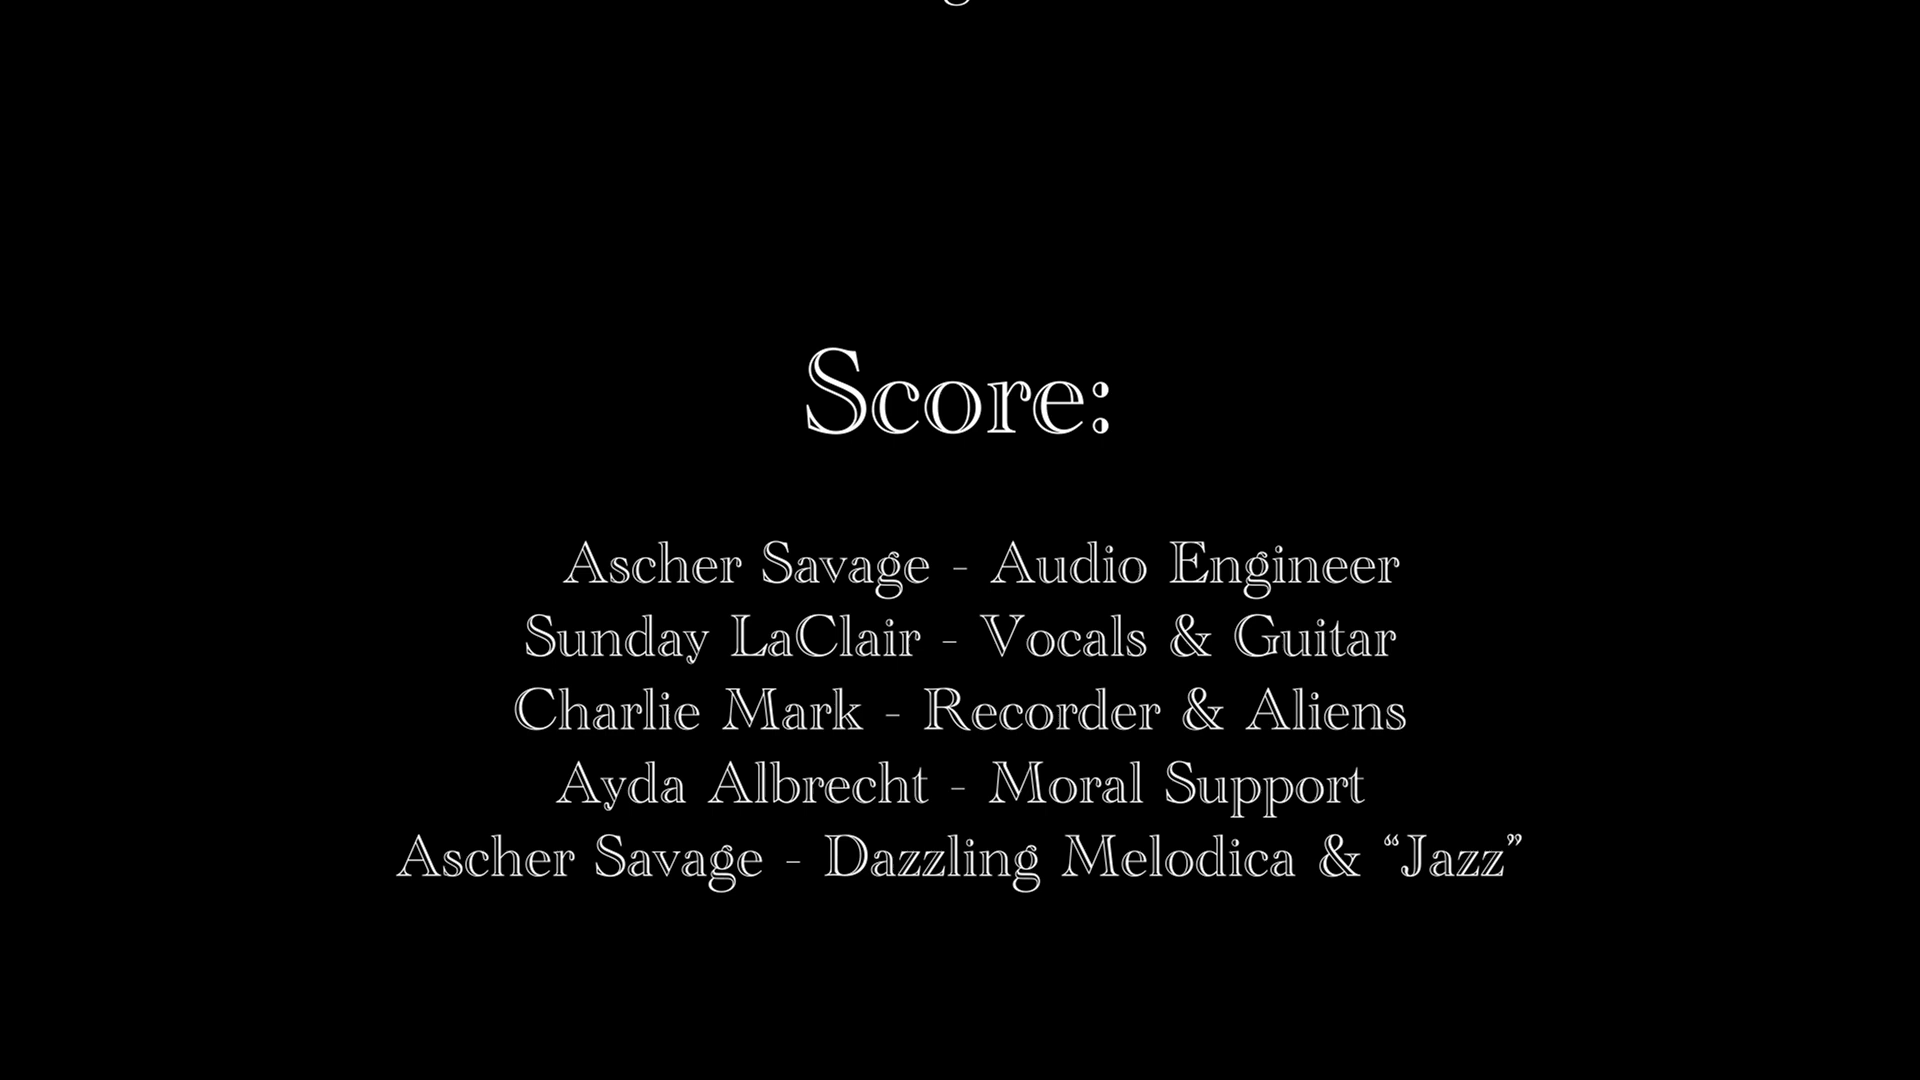 Score:
Ascher Savage - Audio Engineer
Sunday LaClair - Vocals & Guitar
Charlie Mark - Recorder & Aliens
Ayda Albrecht - Moral Support
Ascher Savage - Dazzling Melodica & “Jazz”